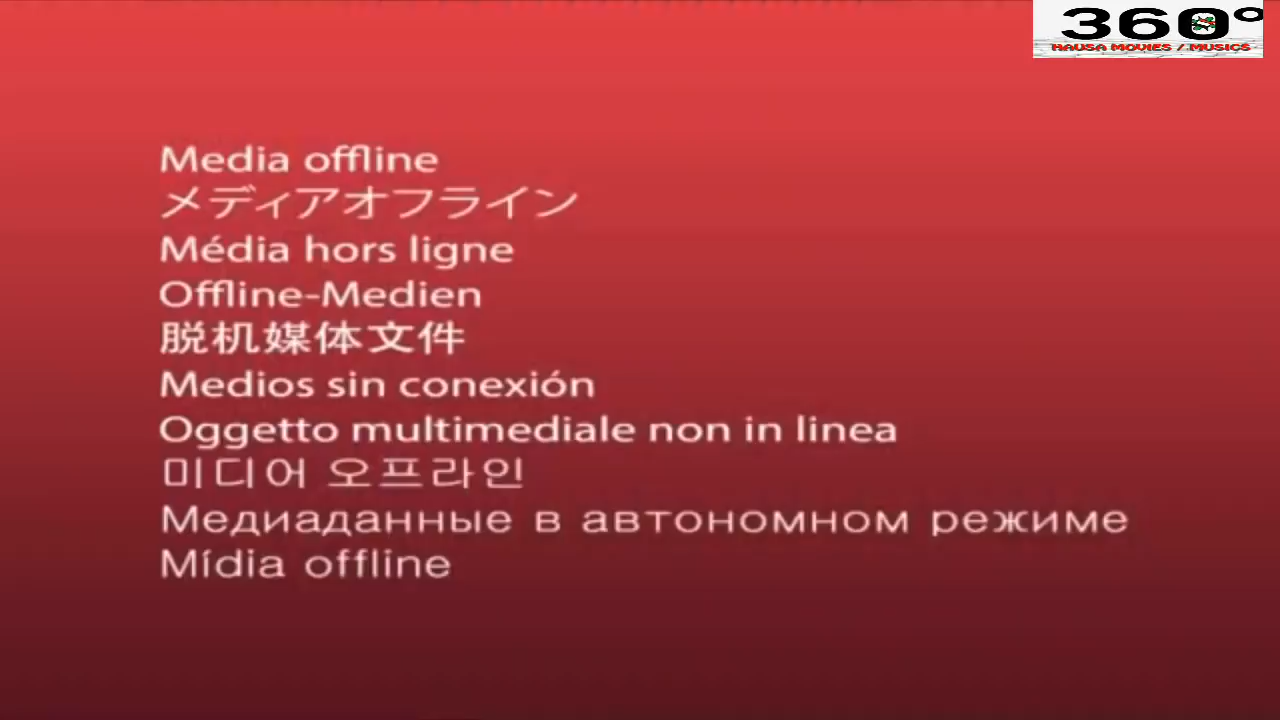 360°
HAUSA MOVIES / MUSICS
Media offline
メディアオフライン
Média hors ligne
Offline-Medien
脱机媒体文件
Medios sin conexión
Oggetto multimediale non in linea
미디어 오프라인
Медиаданные в автономном режиме
Mídia offline